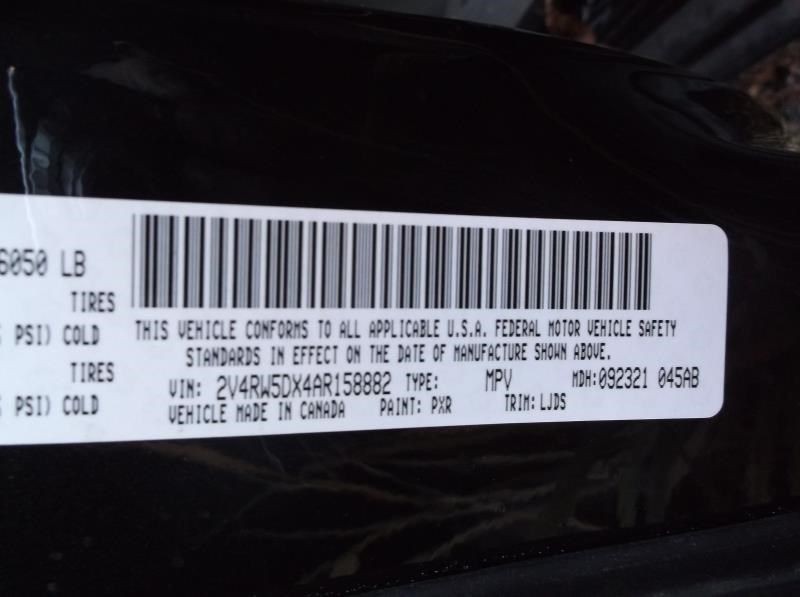 6050 LB
TIRES
PSI) COLD
THIS VEHICLE CONFORMS TO ALL APPLICABLE U.S.A. FEDERAL MOTOR VEHICLE SAFETY
STANDARDS IN EFFECT ON THE DATE OF MANUFACTURE SHOWN ABOVE.
TIRES
VIN: 2V4RW5DX4AR158882 TYPE: MPV MDH:092321 045AB
PSI) COLD
VEHICLE MADE IN CANADA PAINT: PXR TRIM: LJDS